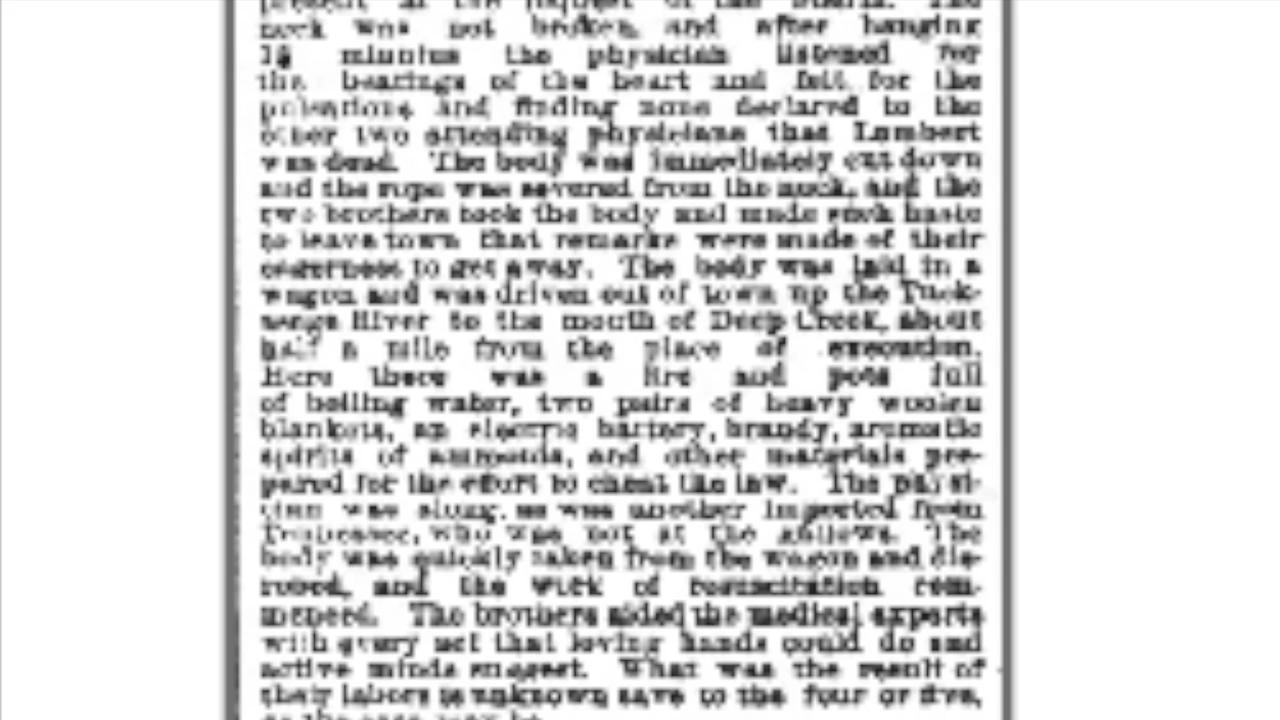 present at the request of the
neck was not broken, and after hanging
18 minutes the physician listened for
the bearings of the heart and felt for the
pulsations and finding none declared to the
other two attending physicians that Lambert
was dead. The body was immediately cut down
and the rope was severed from the neck, and the
two brothers took the body and made such haste
to leave town that remarks were made of their
eagerness to get away. The body was laid in a
wagon and was driven out of town up the Tuck-
asege River to the mouth of Deep Creek, about
half a mile from the place of execution.
Here there was a fire and pots full
of boiling water, two pairs of heavy woolen
blankets, an electric battery, brandy, aromatic
spirits of ammonia, and other materials pre-
pared for the effort to cheat the law. The physi-
cian was along, as was another imported from
Tennessee, who was not at the gallows. The
body was quickly taken from the wagon and dis-
robed, and the work of resuscitation com-
menced. The brothers aided the medical experts
with every act that loving hands could do and
active minds suggest. What was the result of
their labors is unknown save to the four or five,
as the case may be